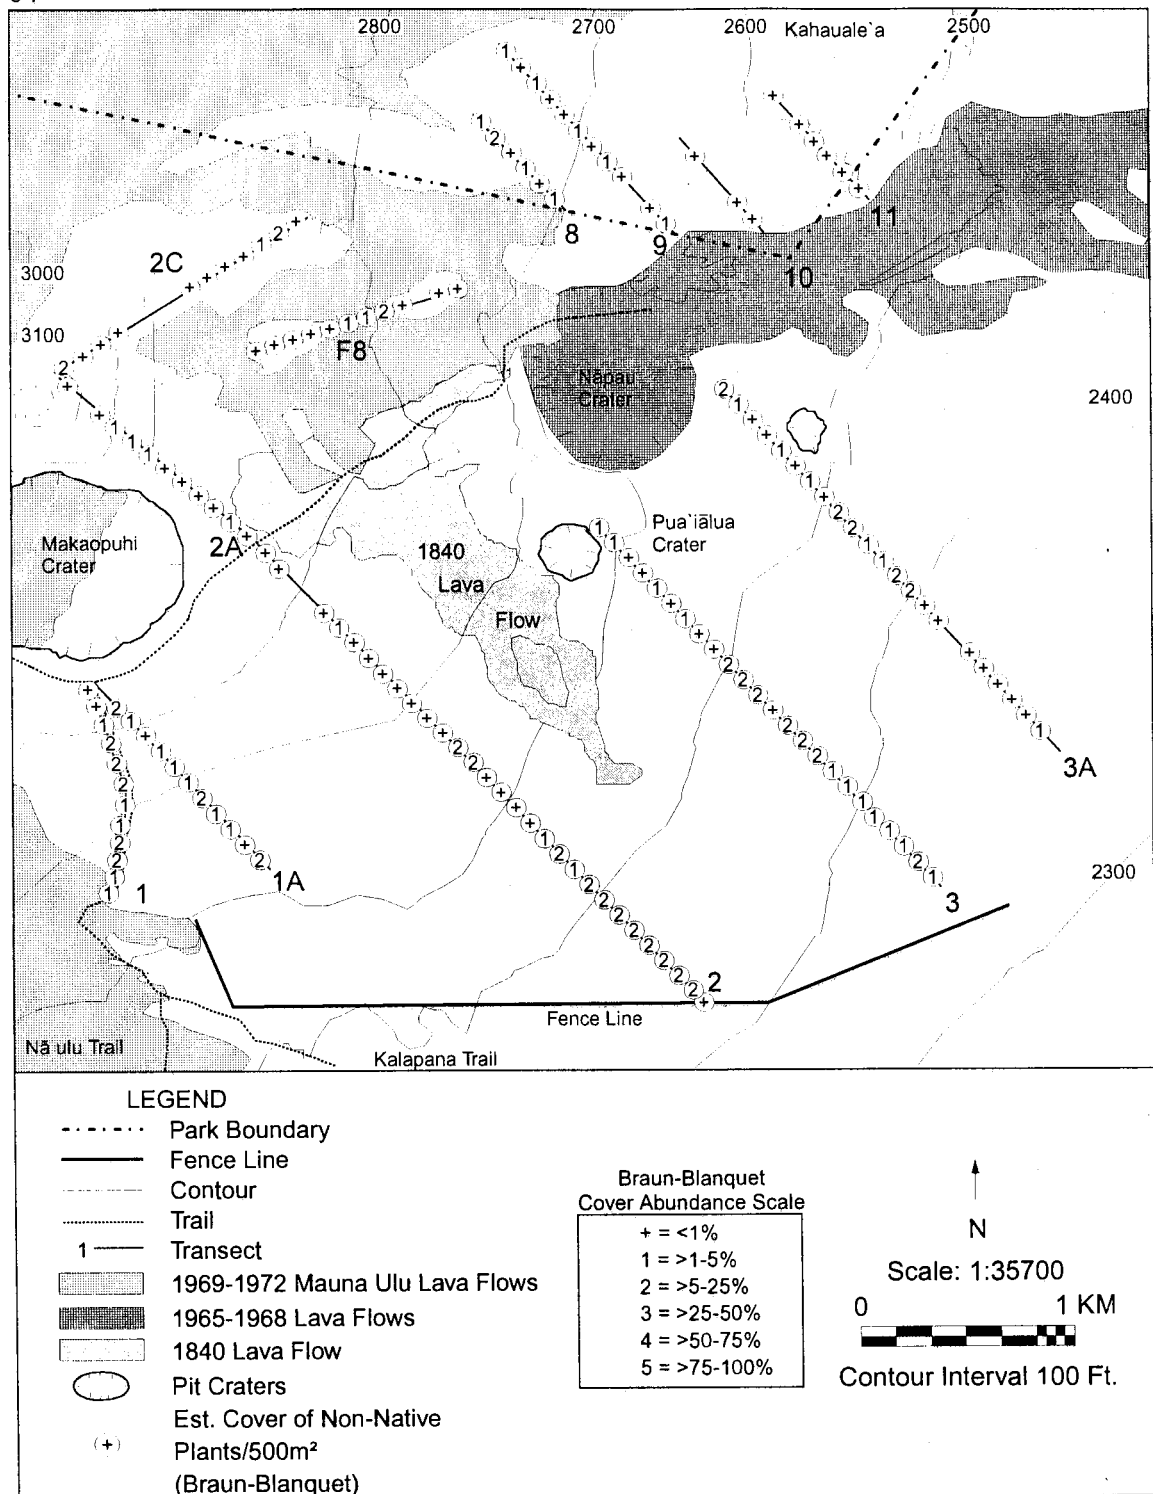 2800
2700
2600
Kahauale`a
2500
2C
8
9
11
10
3000
3100
F8
Nāpau
Crater
2400
Makaopuhi
Crater
2A
1840
Lava
Flow
Pua`iālua
Crater
3A
1
1A
3
2300
2
Fence Line
Nā ulu Trail
Kalapana Trail
LEGEND
Park Boundary
Fence Line
Contour
Trail
1 Transect
1969-1972 Mauna Ulu Lava Flows
1965-1968 Lava Flows
1840 Lava Flow
Pit Craters
Est. Cover of Non-Native
(+) Plants/500m²
(Braun-Blanquet)
Braun-Blanquet
Cover Abundance Scale
+ = <1%
1 = >1-5%
2 = >5-25%
3 = >25-50%
4 = >50-75%
5 = >75-100%
N
Scale: 1:35700
0 1 KM
Contour Interval 100 Ft.